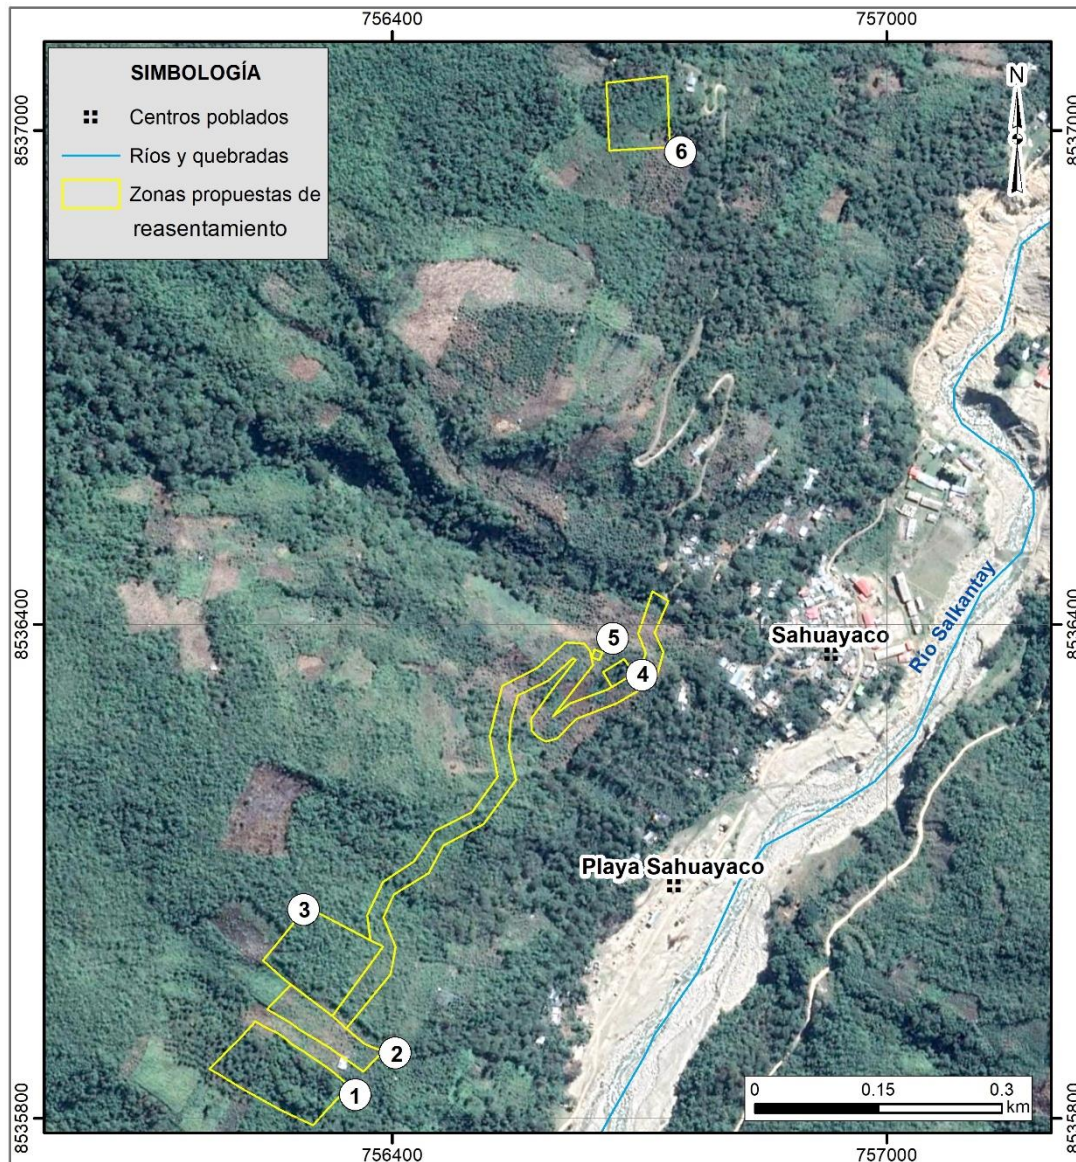 756400
757000
SIMBOLOGÍA
Centros poblados
Ríos y quebradas
Zonas propuestas de
reasentamiento
N
8537000
8537000
6
Río Salkantay
8536400
8536400
5
Sahuayaco
4
Playa Sahuayaco
3
2
1
0
0.15
0.3
km
8535800
8535800
756400
757000